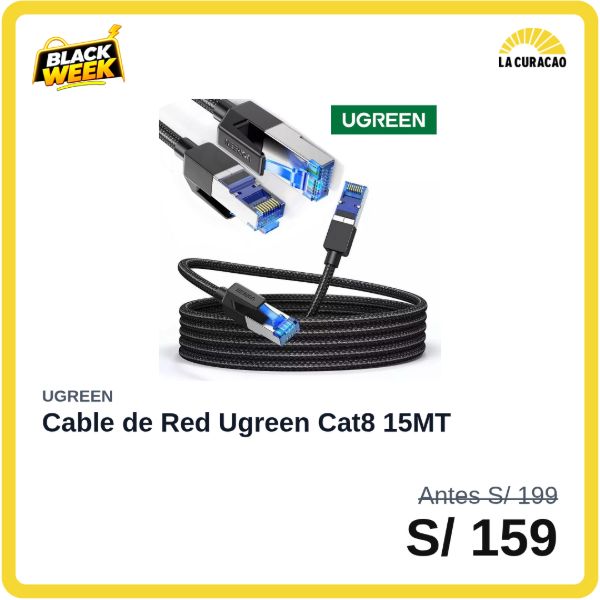 BLACK
WEEK
LA CURACAO
UGREEN
UGREEN
Cable de Red Ugreen Cat8 15MT
Antes S/ 199
S/ 159